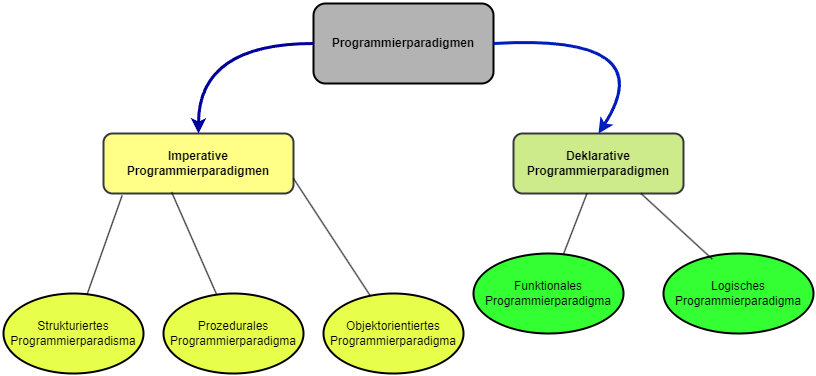 Programmierparadigmen
Imperative
Programmierparadigmen
Deklarative
Programmierparadigmen
Strukturiertes
Programmierparadisma
Prozedurales
Programmierparadigma
Objektorientiertes
Programmierparadigma
Funktionales
Programmierparadigma
Logisches
Programmierparadigma